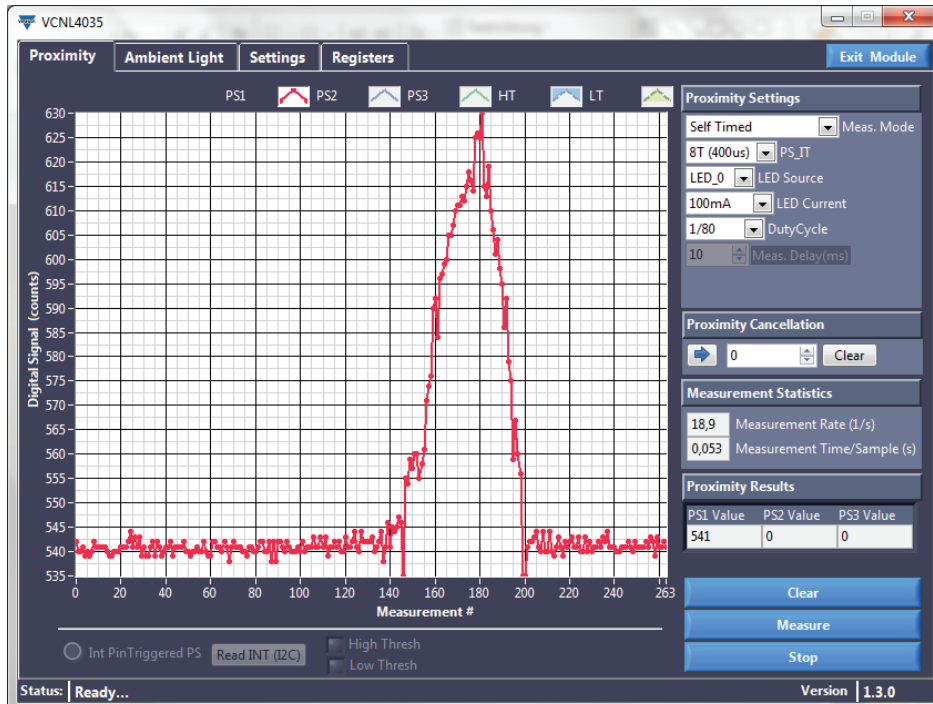 VCNL4035
Proximity
Ambient Light
Settings
Registers
Exit Module
PS1
PS2
PS3
HT
LT
630
625
620
615
610
605
600
595
590
585
580
575
570
565
560
555
550
545
540
535
Digital Signal (counts)
0 20 40 60 80 100 120 140 160 180 200 220 240 263
Measurement #
Int PinTriggered PS
Read INT (I2C)
High Thresh
Low Thresh
Proximity Settings
Self Timed Meas. Mode
8T (400us) PS_IT
LED_0 LED Source
100mA LED Current
1/80 DutyCycle
10 Meas. Delay(ms)
Proximity Cancellation
0 Clear
Measurement Statistics
18,9 Measurement Rate (1/s)
0,053 Measurement Time/Sample (s)
Proximity Results
PS1 Value PS2 Value PS3 Value
541 0 0
Clear
Measure
Stop
Status: Ready...
Version 1.3.0